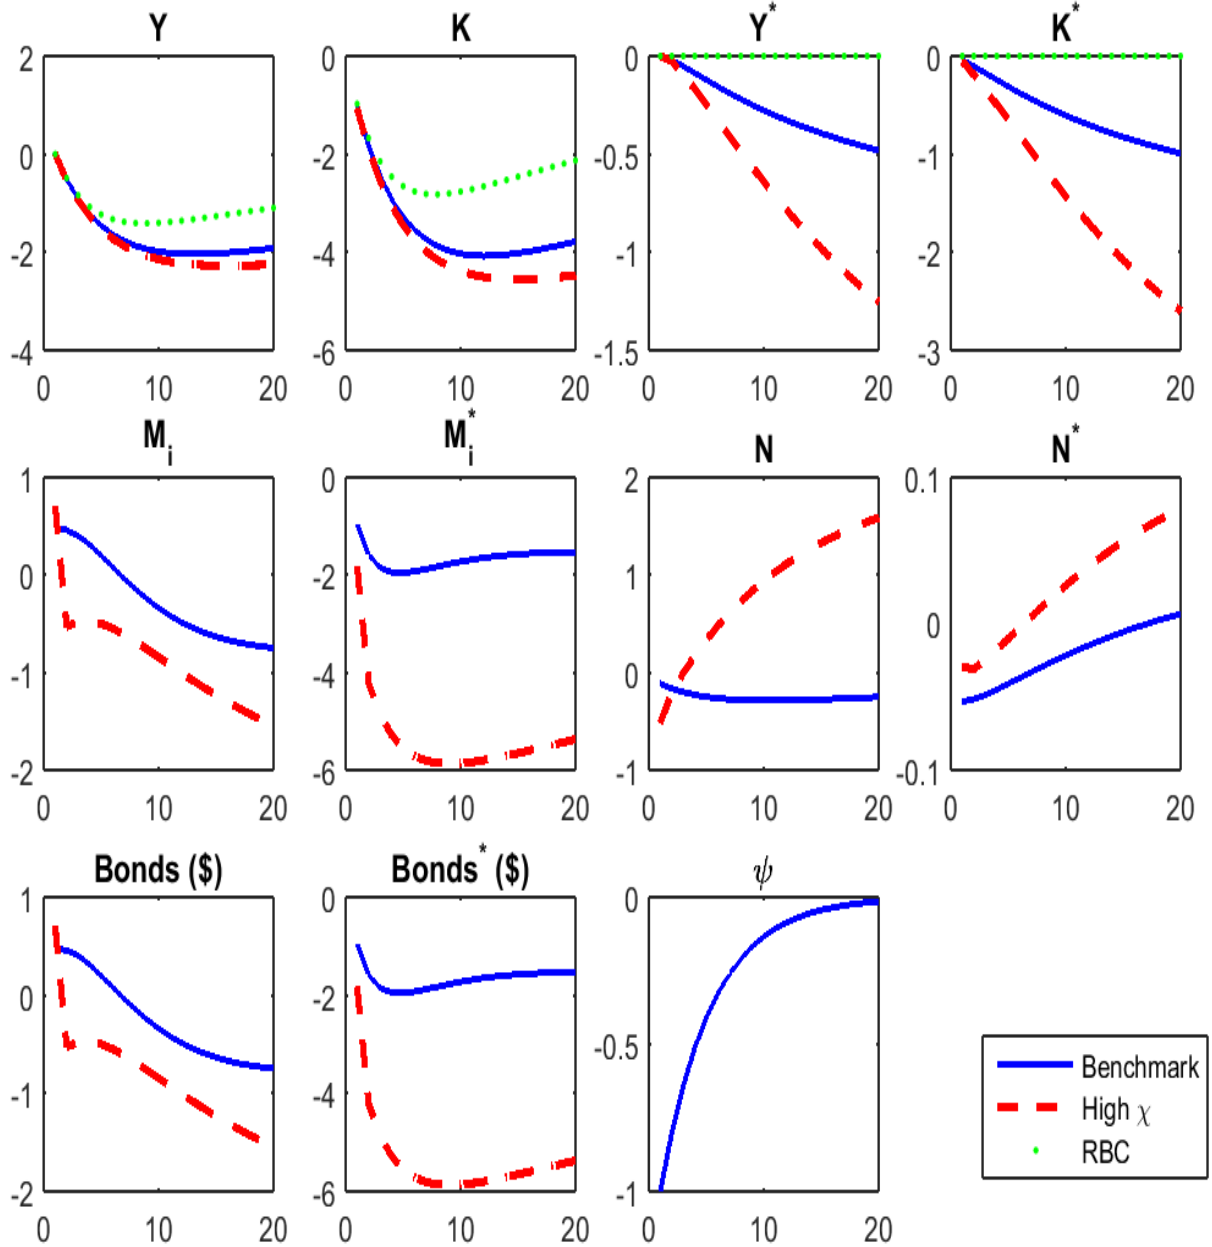 Y K Y* K*
2 0 0 0
0 -2 -0.5 -1
-2 -4 -1 -2
-4 -6 -1.5 -3
0 10 20 0 10 20 0 10 20 0 10 20
M_i M_i* N N*
1 0 2 0.1
0 -2 1 0
-1 -4 0
-2 -6 -1 -0.1
0 10 20 0 10 20 0 10 20 0 10 20
Bonds ($) Bonds* ($) ψ
1 0 0
0 -2 -0.5
-1 -4
-2 -6 -1
0 10 20 0 10 20 0 10 20
Benchmark
High χ
RBC